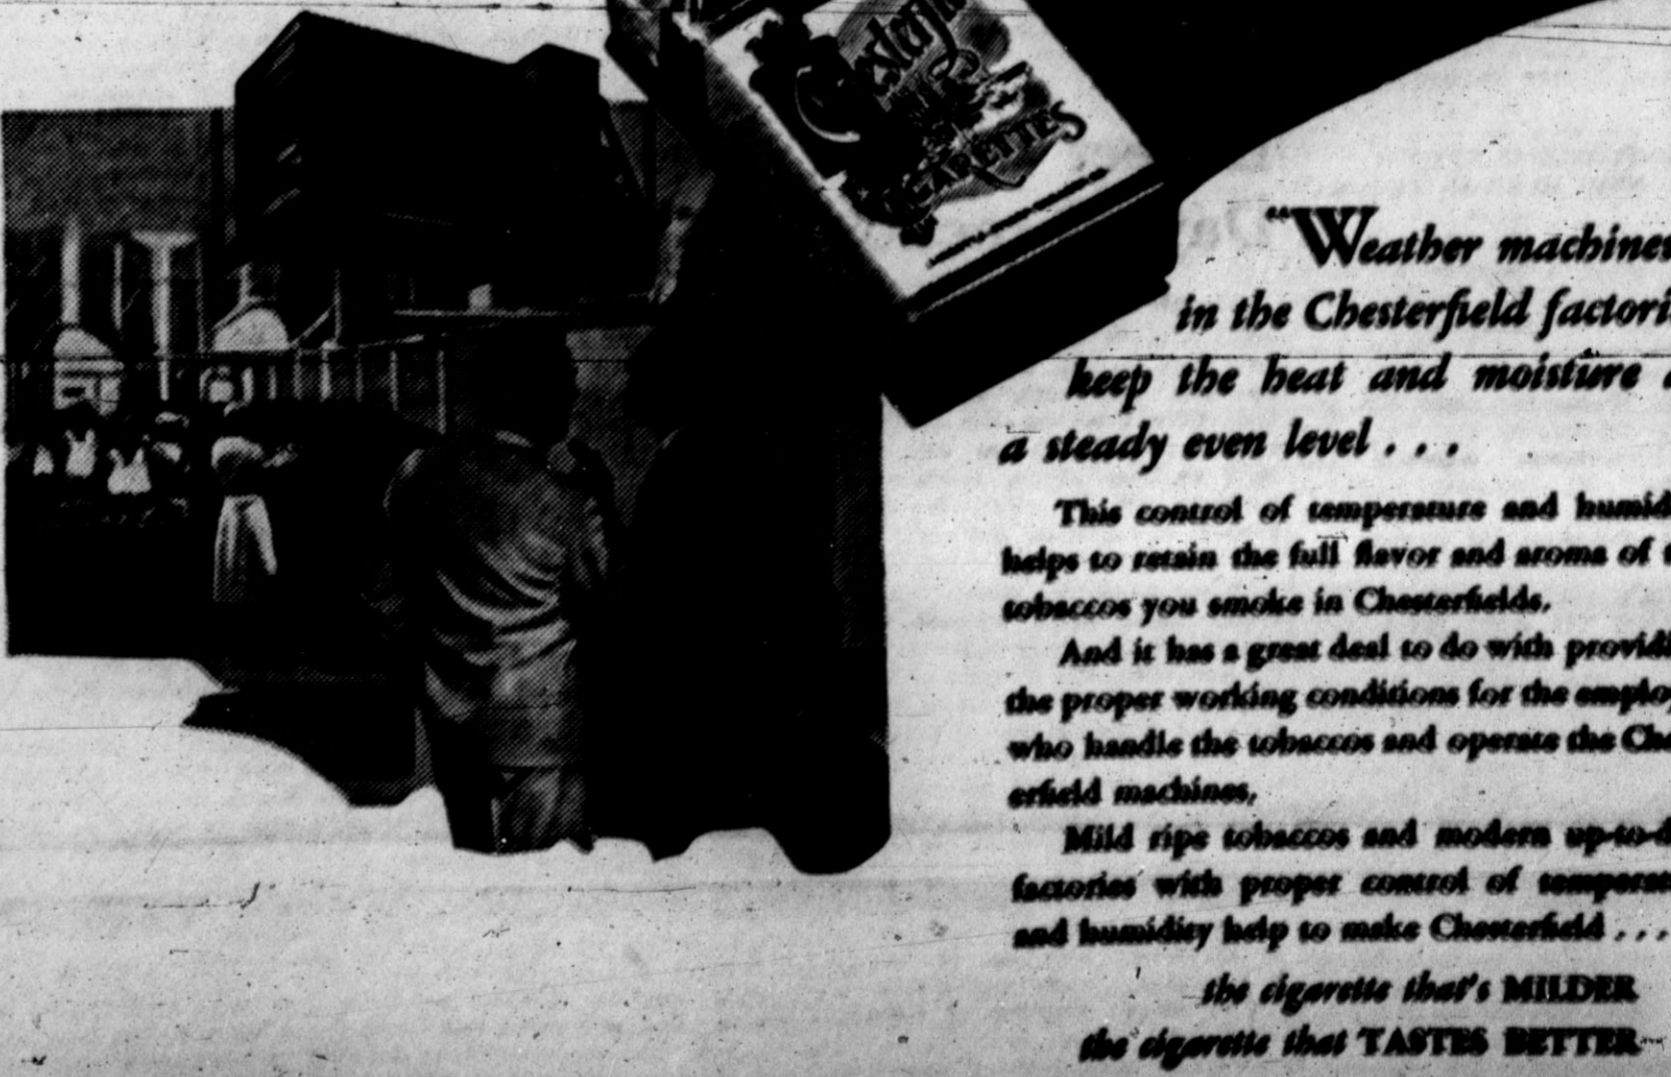 Chesterfi
CIGARETTES
"Weather machines
in the Chesterfield factori
keep the heat and moisture a
a steady even level . . .
This control of temperature and humid
helps to retain the full flavor and aroma of t
tobaccos you smoke in Chesterfields.
And it has a great deal to do with providi
the proper working conditions for the emplo
who handle the tobaccos and operate the Che
erfield machines.
Mild ripe tobaccos and modern up-to-d
factories with proper control of temperat
and humidity help to make Chesterfield . . .
the cigarette that's MILDER
the cigarette that TASTES BETTER